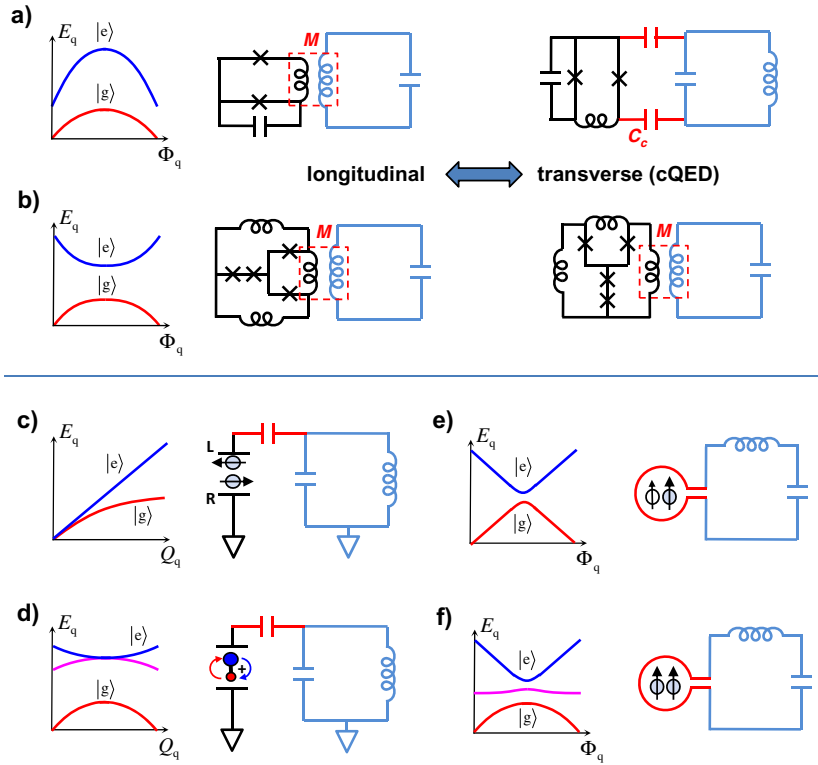 a)
E_q
|e⟩
|g⟩
Φ_q
M
C_c
longitudinal
transverse (cQED)
b)
E_q
|e⟩
|g⟩
Φ_q
M
M
c)
E_q
|e⟩
|g⟩
Q_q
L
R
e)
E_q
|e⟩
|g⟩
Φ_q
d)
E_q
|e⟩
|g⟩
Q_q
+
f)
E_q
|e⟩
|g⟩
Φ_q